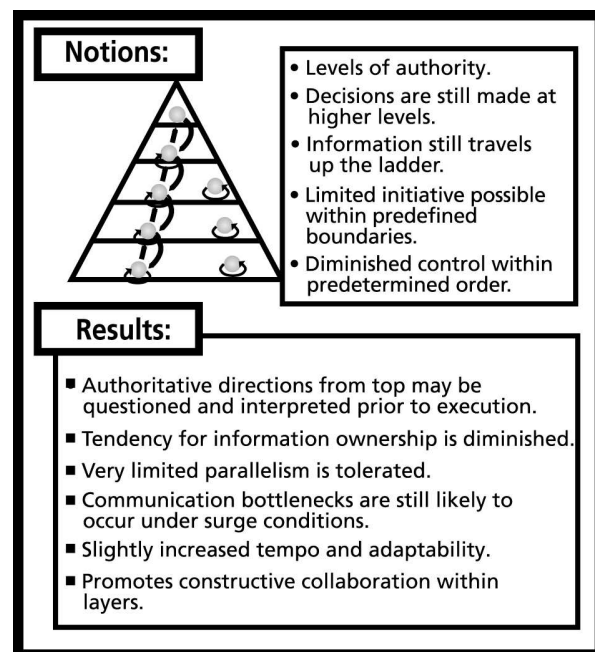 Notions:
• Levels of authority.
• Decisions are still made at
higher levels.
• Information still travels
up the ladder.
• Limited initiative possible
within predefined
boundaries.
• Diminished control within
predetermined order.
Results:
■ Authoritative directions from top may be
questioned and interpreted prior to execution.
■ Tendency for information ownership is diminished.
■ Very limited parallelism is tolerated.
■ Communication bottlenecks are still likely to
occur under surge conditions.
■ Slightly increased tempo and adaptability.
■ Promotes constructive collaboration within
layers.